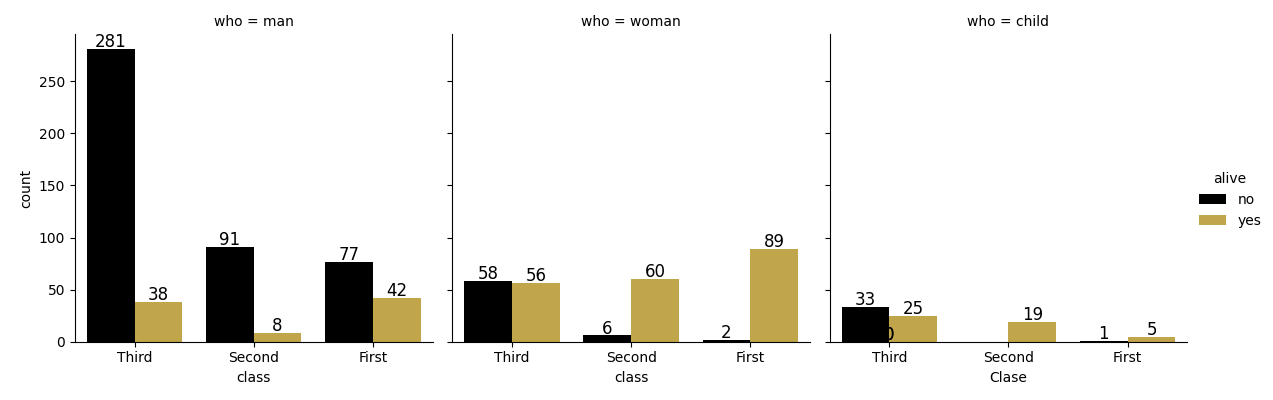 who = man
who = woman
who = child
count
250
200
150
100
50
0
281
38
91
8
77
42
Third
Second
First
class
58
56
6
60
2
89
Third
Second
First
class
33
25
0
19
1
5
Third
Second
First
Clase
alive
no
yes